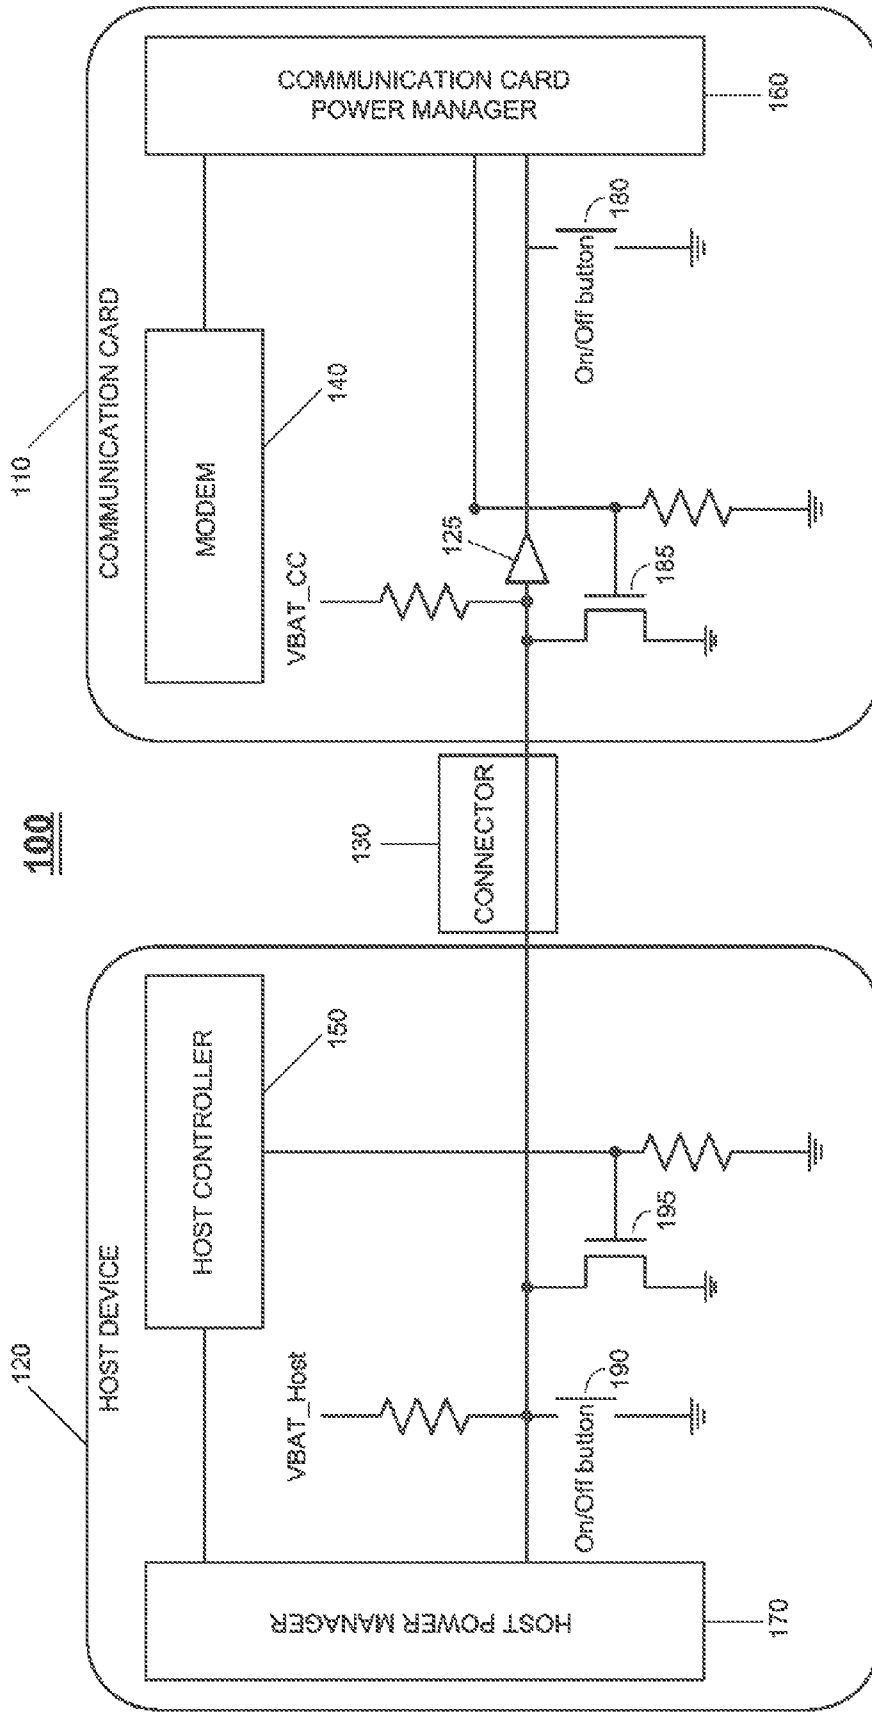 100
120
HOST DEVICE
HOST CONTROLLER
150
VBAT_Host
HOST POWER MANAGER
170
On/Off button
190
195
130
CONNECTOR
110
COMMUNICATION CARD
MODEM
140
VBAT_CC
125
185
COMMUNICATION CARD
POWER MANAGER
160
On/Off button
180